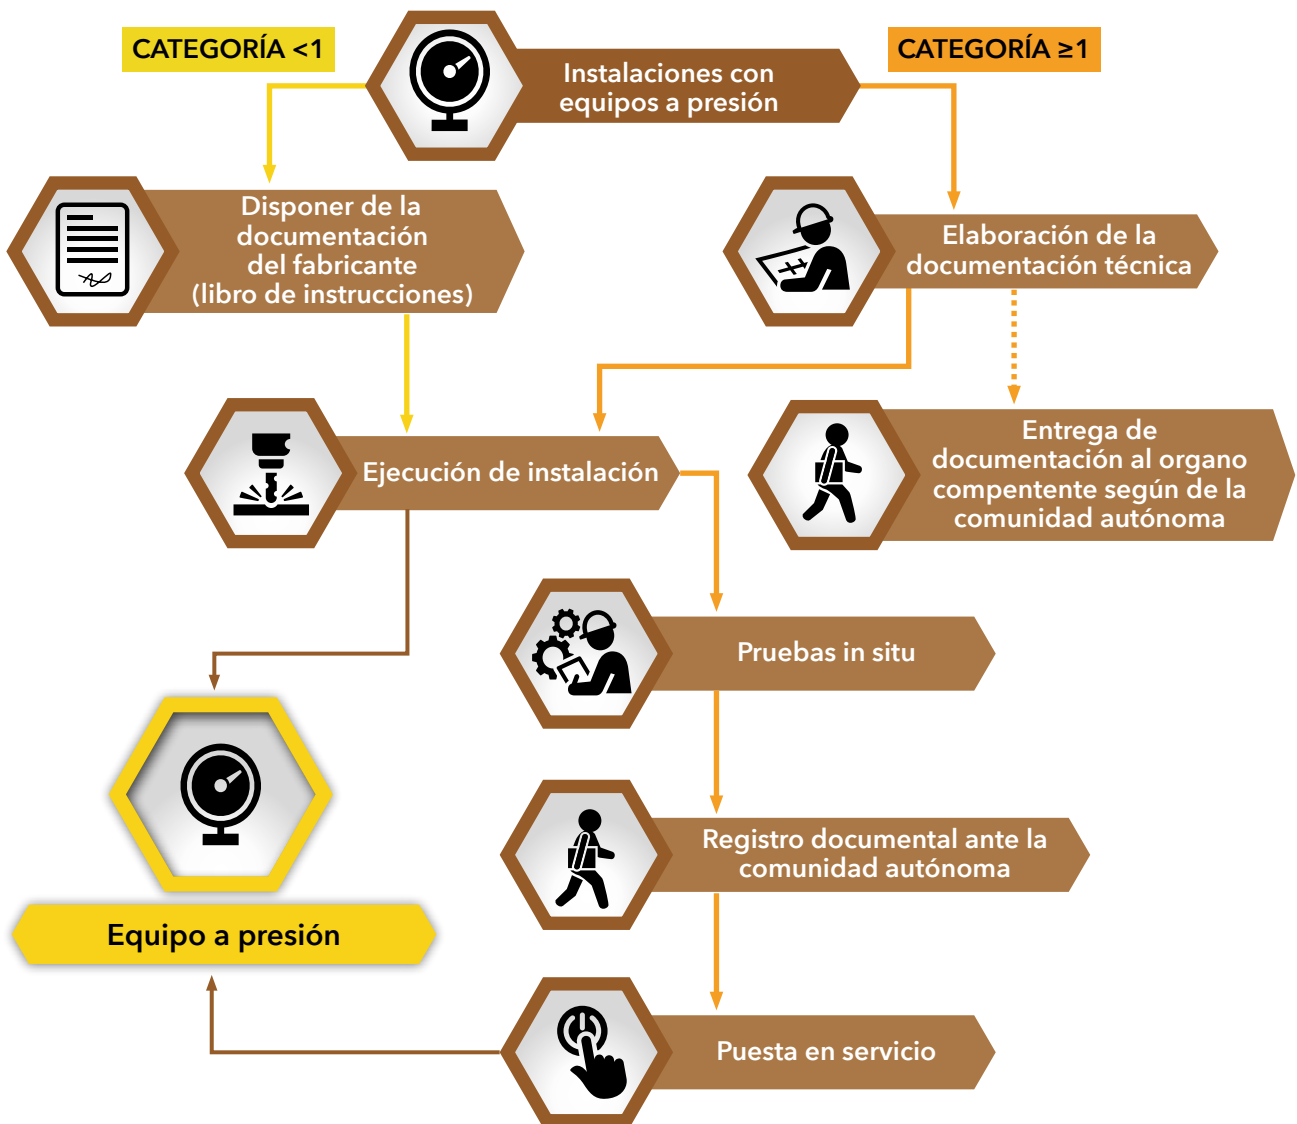 CATEGORÍA <1
CATEGORÍA ≥1
Instalaciones con
equipos a presión
Disponer de la
documentación
del fabricante
(libro de instrucciones)
Elaboración de la
documentación técnica
Ejecución de instalación
Entrega de
documentación al organo
compentente según de la
comunidad autónoma
Pruebas in situ
Registro documental ante la
comunidad autónoma
Equipo a presión
Puesta en servicio